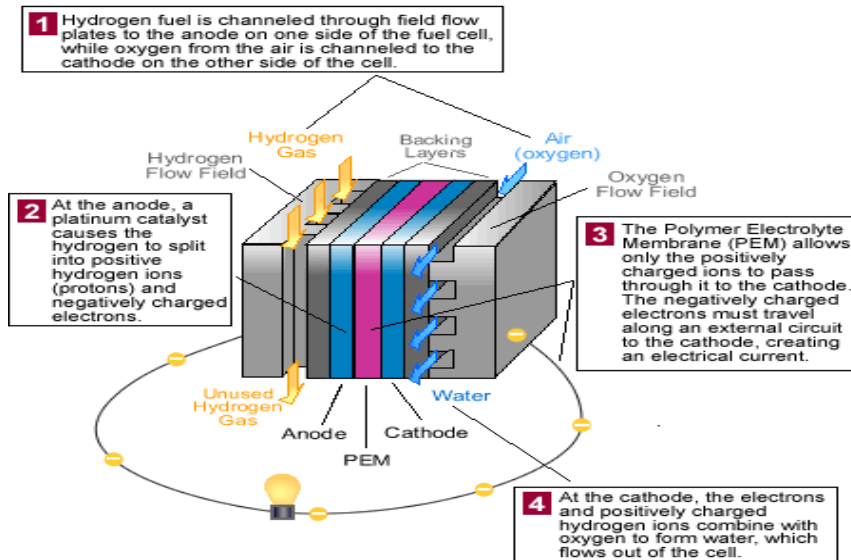 1 Hydrogen fuel is channeled through field flow
plates to the anode on one side of the fuel cell,
while oxygen from the air is channeled to the
cathode on the other side of the cell.
Hydrogen
Gas
Backing
Layers
Air
(oxygen)
Hydrogen
Flow Field
Oxygen
Flow Field
2 At the anode, a
platinum catalyst
causes the
hydrogen to split
into positive
hydrogen ions
(protons) and
negatively charged
electrons.
3 The Polymer Electrolyte
Membrane (PEM) allows
only the positively
charged ions to pass
through it to the cathode.
The negatively charged
electrons must travel
along an external circuit
to the cathode, creating
an electrical current.
Unused
Hydrogen
Gas
Water
Anode
Cathode
PEM
4 At the cathode, the electrons
and positively charged
hydrogen ions combine with
oxygen to form water, which
flows out of the cell.